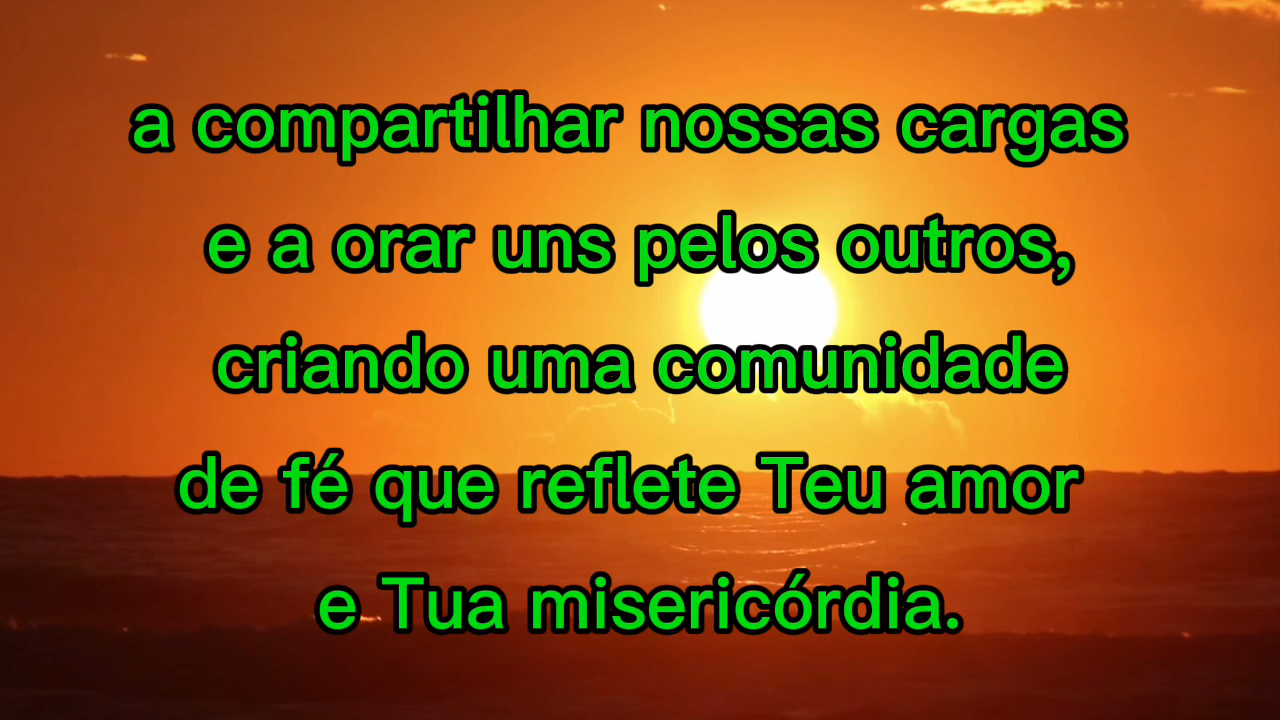 a compartilhar nossas cargas
e a orar uns pelos outros,
criando uma comunidade
de fé que reflete Teu amor
e Tua misericórdia.